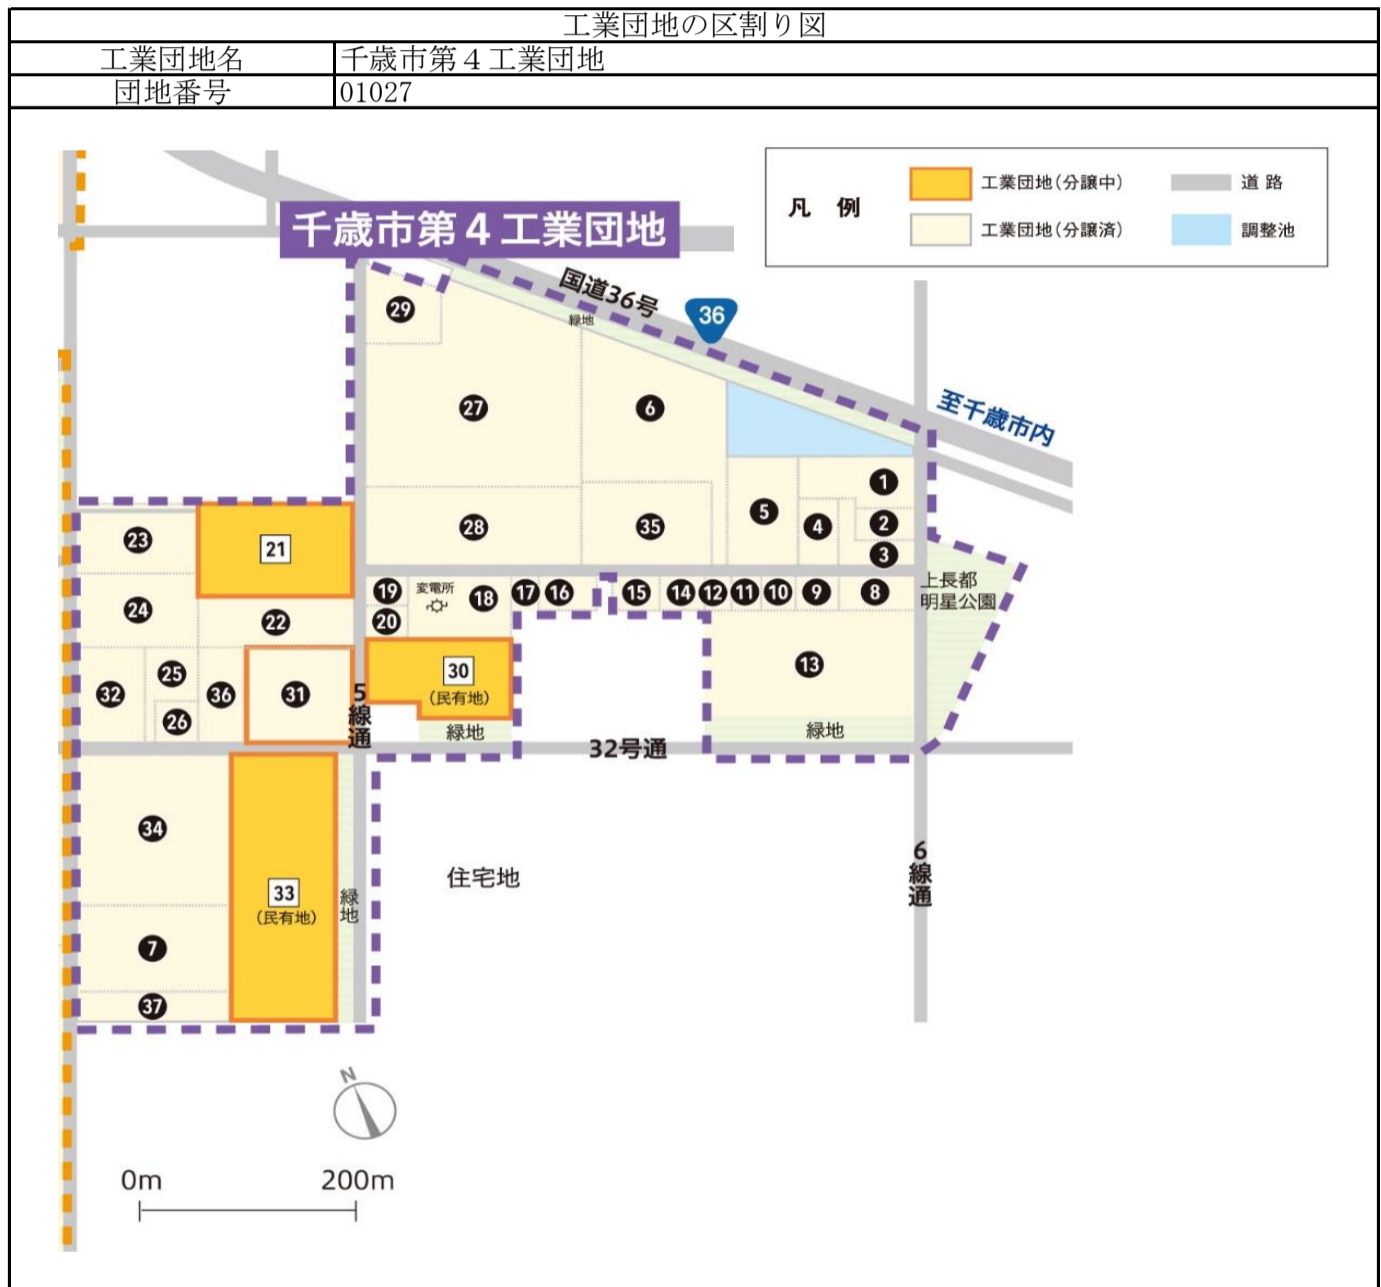 工業団地の区割り図
工業団地名
千歳市第４工業団地
団地番号
01027
凡 例
工業団地(分譲中)
道 路
工業団地(分譲済)
調整池
千歳市第４工業団地
国道36号
36
緑地
至千歳市内
29
27
6
1
5
2
4
28
35
3
23
21
24
22
19
変電所
18
17
16
15
14
12
11
10
9
8
上長都
明星公園
20
25
32
36
31
26
30
(民有地)
13
5線通
緑地
緑地
32号通
34
33
(民有地)
緑地
住宅地
6線通
7
37
N
0m
200m